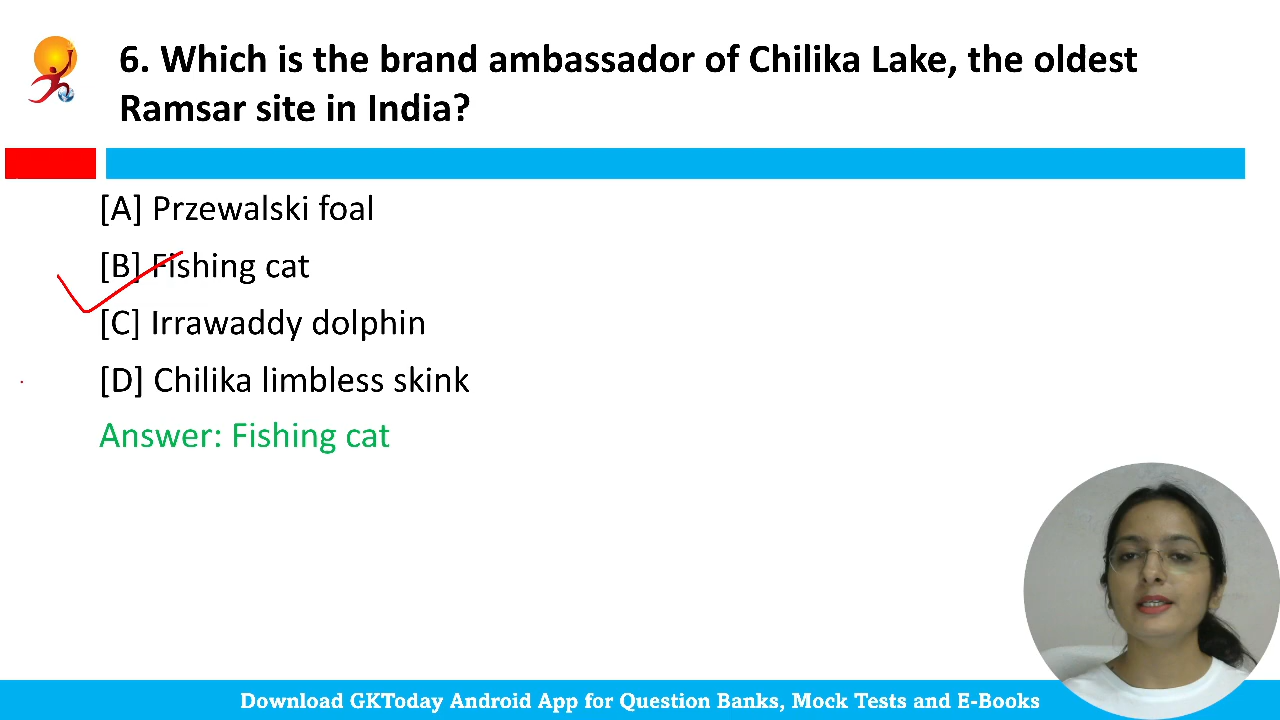 6. Which is the brand ambassador of Chilika Lake, the oldest
Ramsar site in India?
[A] Przewalski foal
[B] Fishing cat
[C] Irrawaddy dolphin
[D] Chilika limbless skink
Answer: Fishing cat
Download GKToday Android App for Question Banks, Mock Tests and E-Books